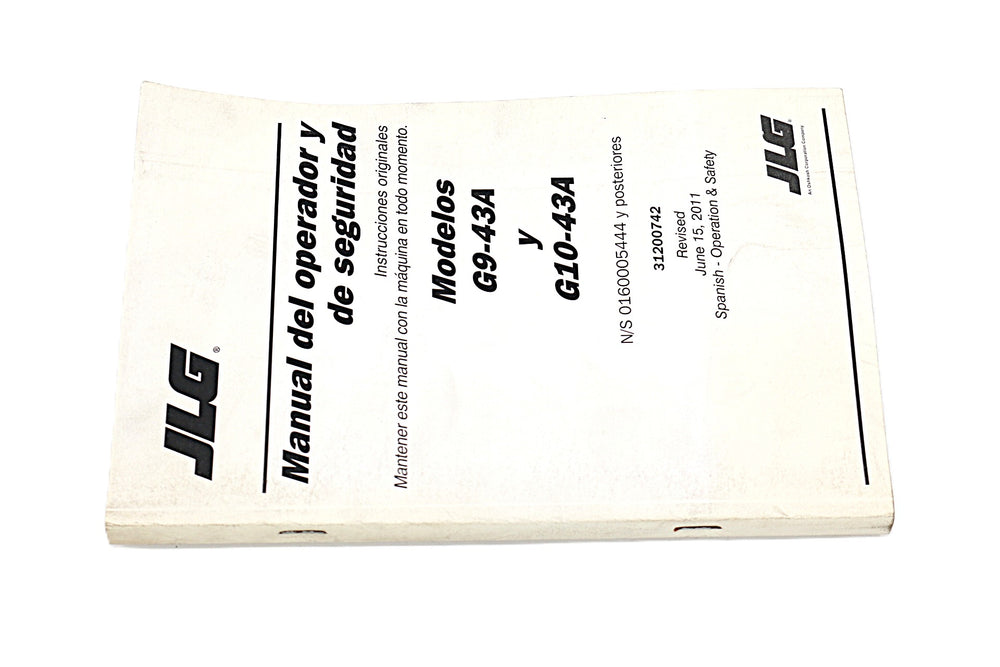 JLG®
Manual del operador y
de seguridad
Instrucciones originales
Mantener este manual con la máquina en todo momento.
Modelos
G9-43A
y
G10-43A
N/S 0160005444 y posteriores
31200742
Revised
June 15, 2011
Spanish - Operation & Safety
JLG®
An Oshkosh Corporation Company